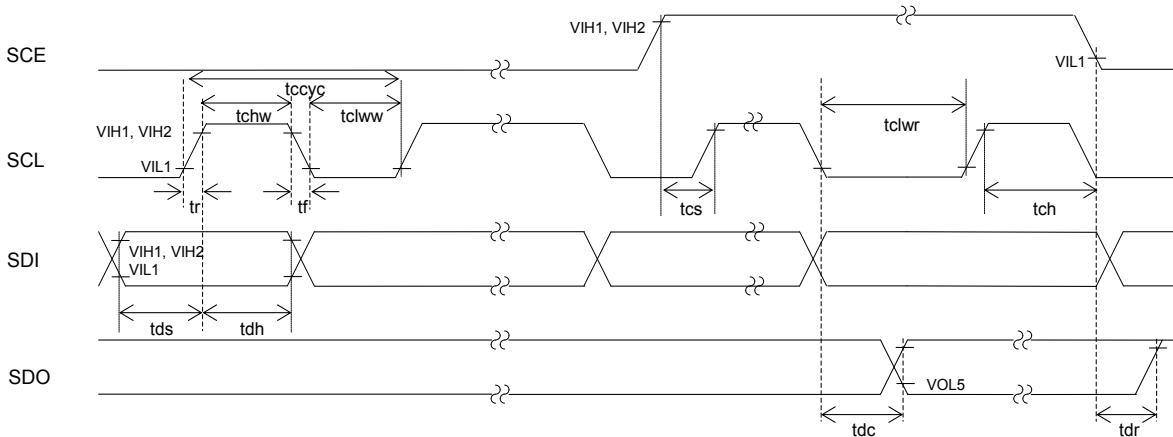 SCE
VIH1, VIH2
VIL1
tccyc
tchw
tclww
tclwr
SCL
VIH1, VIH2
VIL1
tr
tf
tcs
tch
SDI
VIH1, VIH2
VIL1
tds
tdh
SDO
VOL5
tdc
tdr